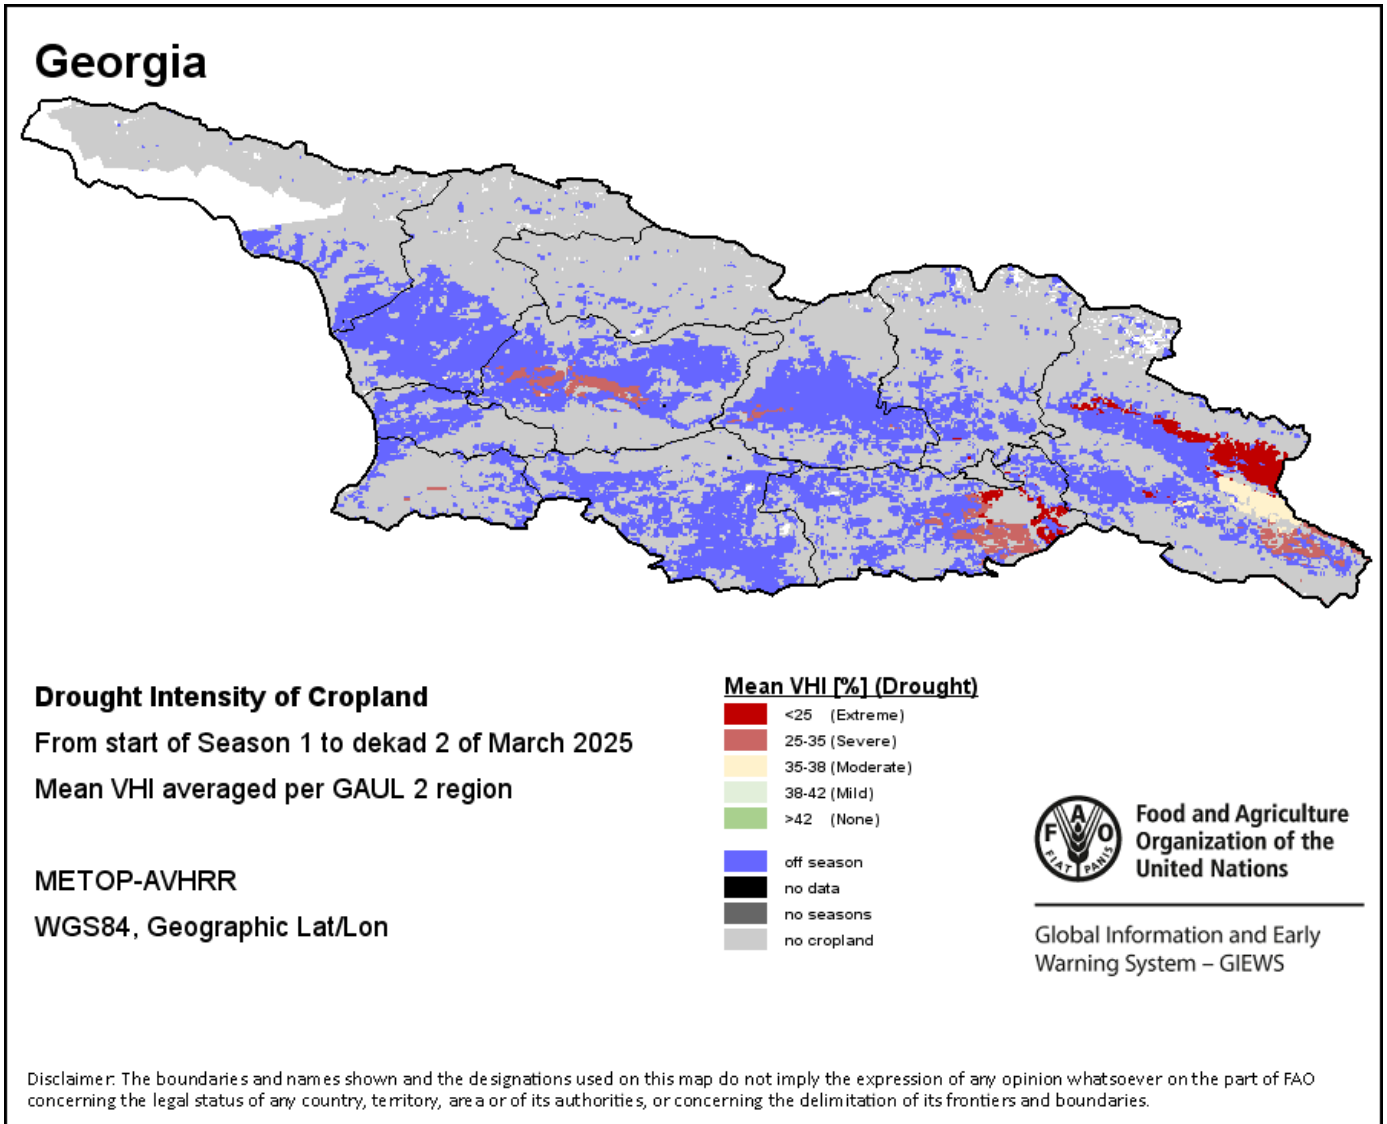 Georgia
Drought Intensity of Cropland
From start of Season 1 to dekad 2 of March 2025
Mean VHI averaged per GAUL 2 region
METOP-AVHRR
WGS84, Geographic Lat/Lon
Mean VHI [%] (Drought)
<25 (Extreme)
25-35 (Severe)
35-38 (Moderate)
38-42 (Mild)
>42 (None)
off season
no data
no seasons
no cropland
F A O
FIAT PANIS
Food and Agriculture
Organization of the
United Nations
Global Information and Early
Warning System – GIEWS
Disclaimer: The boundaries and names shown and the designations used on this map do not imply the expression of any opinion whatsoever on the part of FAO
concerning the legal status of any country, territory, area or of its authorities, or concerning the delimitation of its frontiers and boundaries.